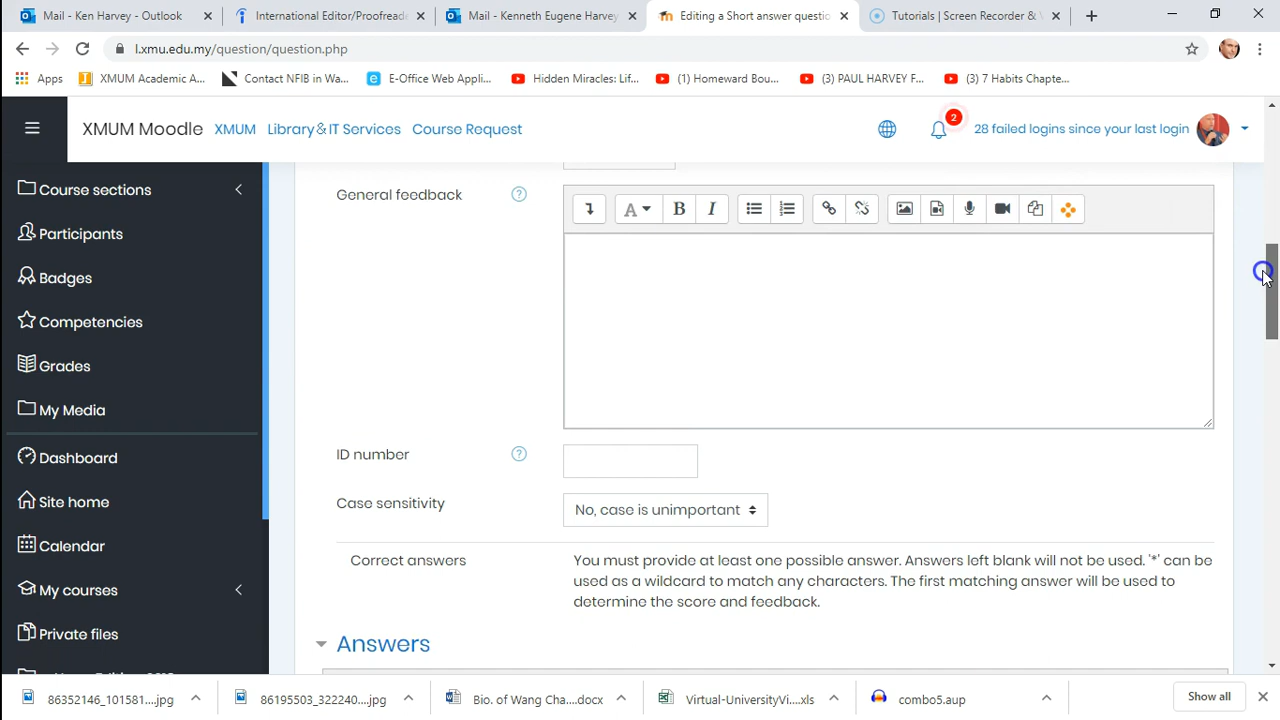 Mail - Ken Harvey - Outlook
International Editor/Proofreade
Mail - Kenneth Eugene Harvey
Editing a Short answer questio
Tutorials | Screen Recorder &
l.xmu.edu.my/question/question.php
Apps
XMUM Academic A...
Contact NFIB in Wa...
E-Office Web Appli...
Hidden Miracles: Lif...
(1) Homeward Bou...
(3) PAUL HARVEY F...
(3) 7 Habits Chapte...
XMUM Moodle
XMUM
Library&IT Services
Course Request
2
28 failed logins since your last login
Course sections
Participants
Badges
Competencies
Grades
My Media
Dashboard
Site home
Calendar
My courses
Private files
General feedback
A
B
I
ID number
Case sensitivity
No, case is unimportant
Correct answers
You must provide at least one possible answer. Answers left blank will not be used. '*' can be
used as a wildcard to match any characters. The first matching answer will be used to
determine the score and feedback.
Answers
86352146_101581....jpg
86195503_322240....jpg
Bio. of Wang Cha....docx
Virtual-UniversityVi....xls
combo5.aup
Show all